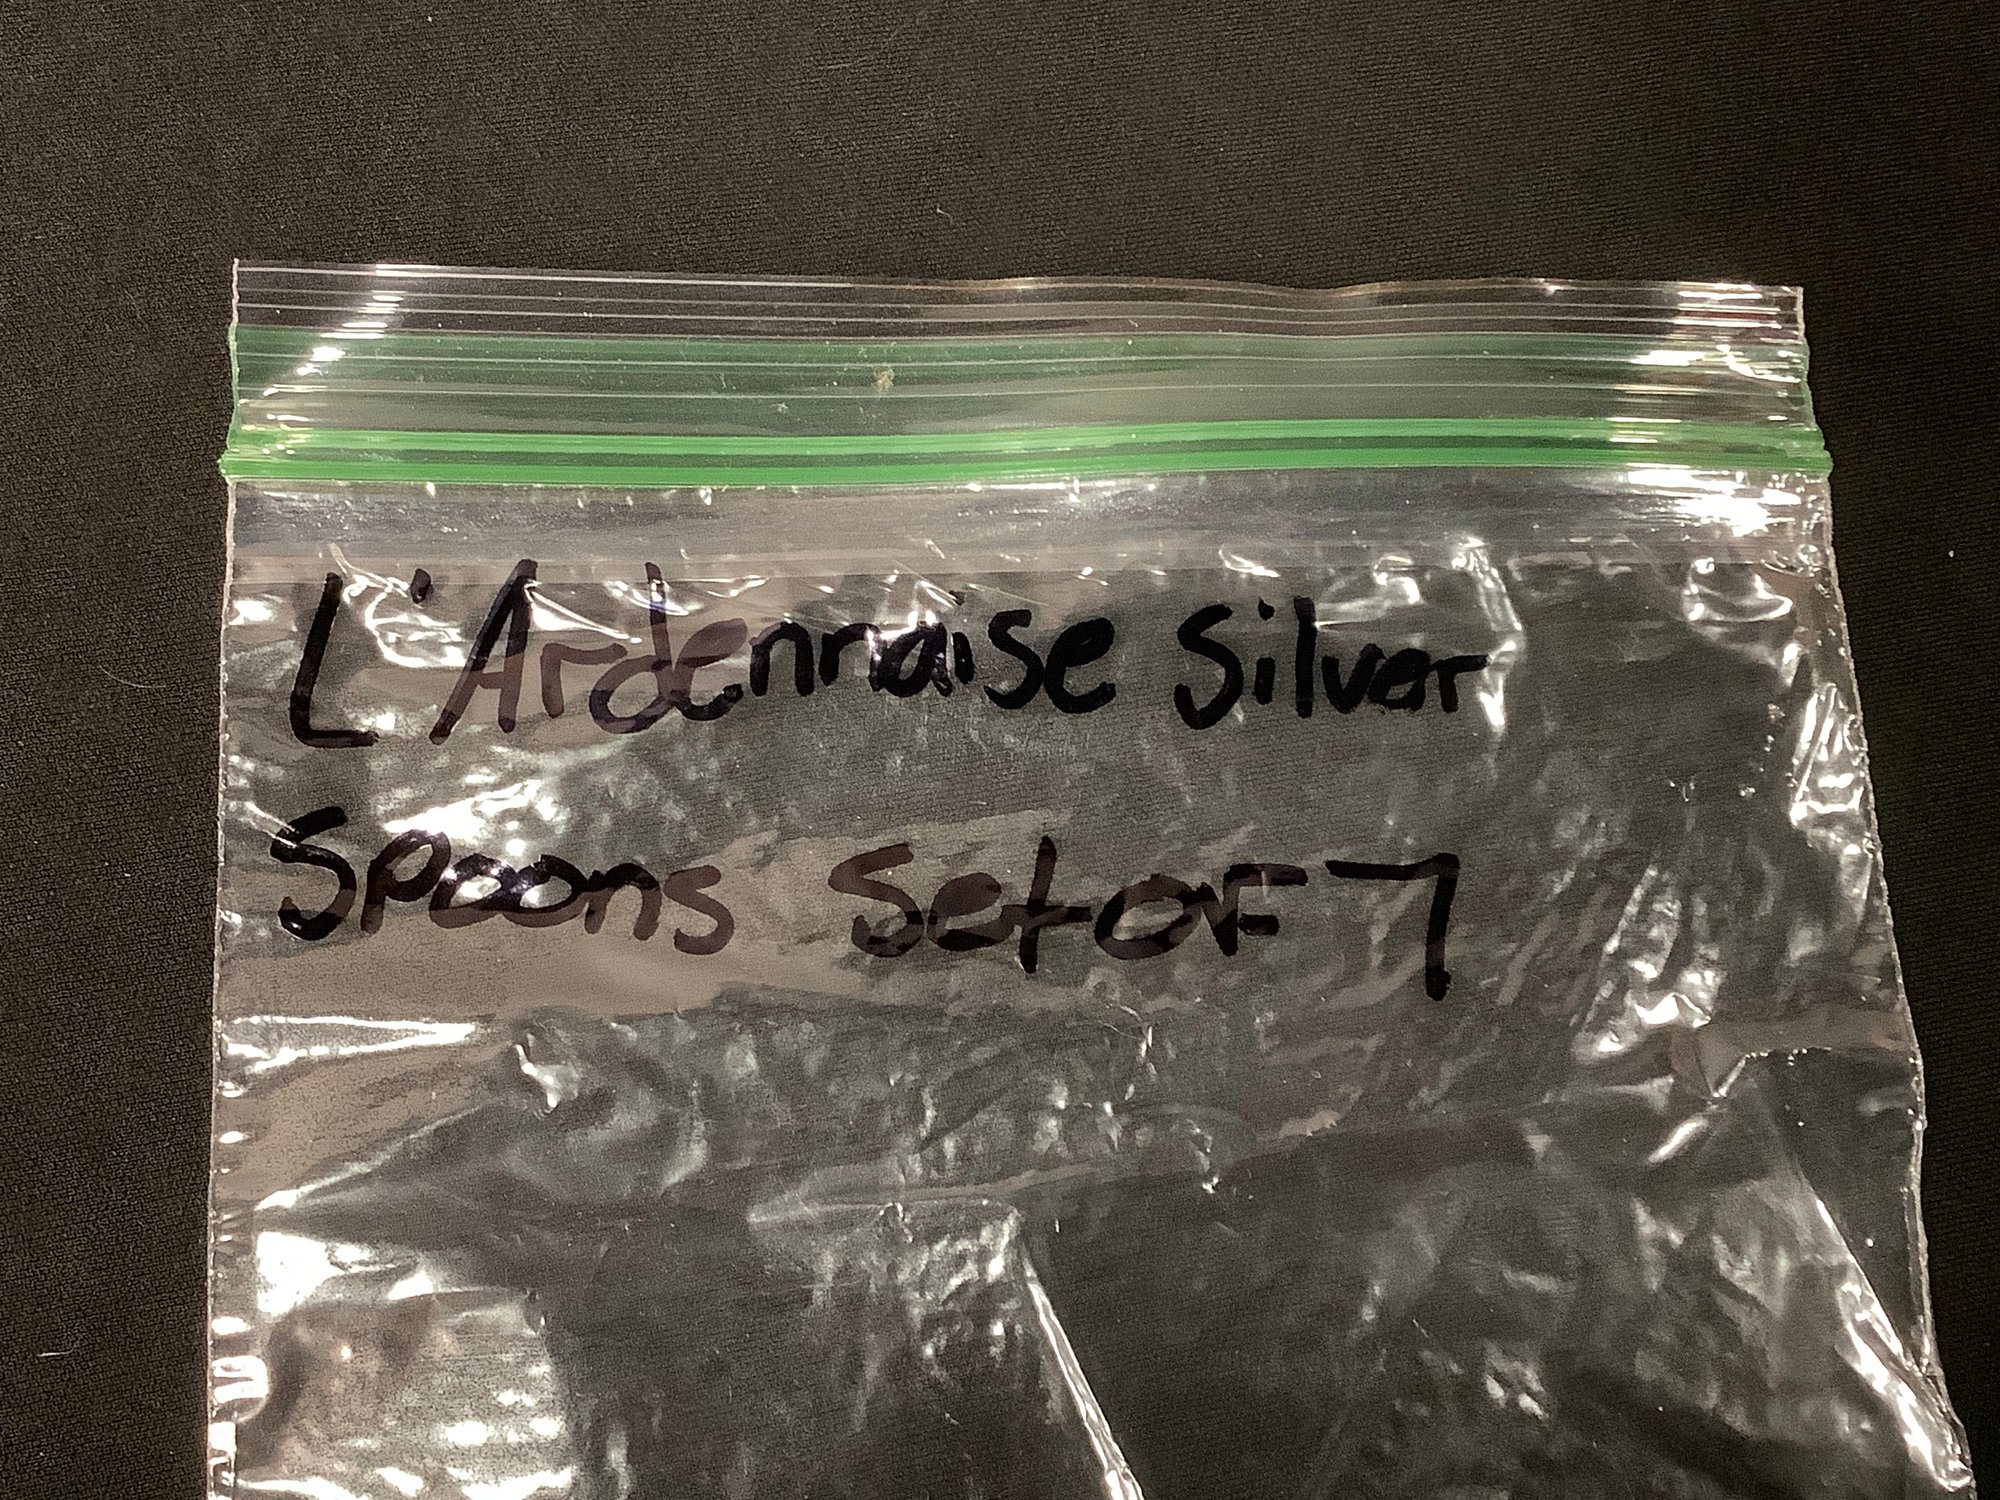 L'Ardennaise Silver
Spoons Set of 7